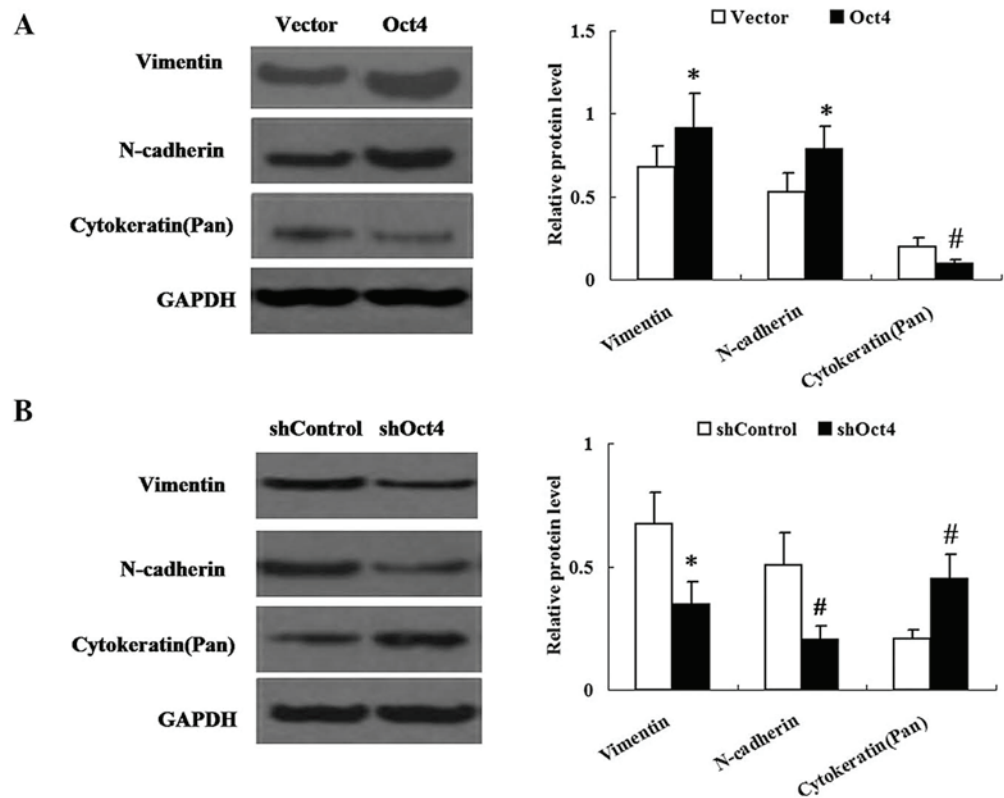 A
Vector Oct4
Vimentin
N-cadherin
Cytokeratin(Pan)
GAPDH
Vector Oct4
1.5
1
0.5
0
Relative protein level
* * #
Vimentin
N-cadherin
Cytokeratin(Pan)
B
shControl shOct4
Vimentin
N-cadherin
Cytokeratin(Pan)
GAPDH
shControl shOct4
1
0.5
0
Relative protein level
* # #
Vimentin
N-cadherin
Cytokeratin(Pan)